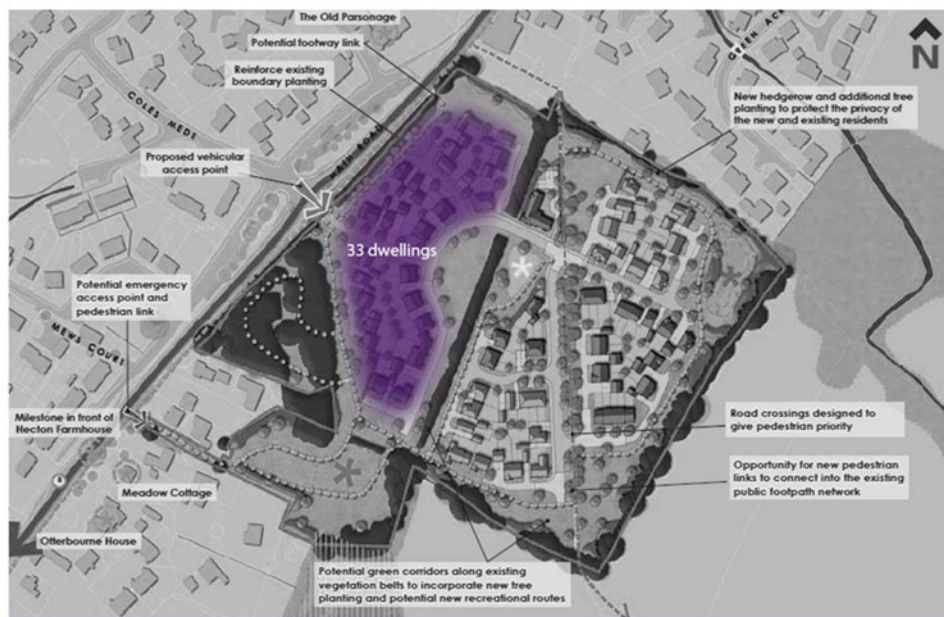 The Old Parsonage
Potential footway link
Reinforce existing
boundary planting
COLES MEDE
MAIN ROAD
Proposed vehicular
access point
N
New hedgerow and additional tree
planting to protect the privacy of
the new and existing residents
33 dwellings
Potential emergency
access point and
pedestrian link
MEWS COURT
Milestone in front of
Hecton Farmhouse
Meadow Cottage
Otterbourne House
Road crossings designed to
give pedestrian priority
Opportunity for new pedestrian
links to connect into the existing
public footpath network
Potential green corridors along existing
vegetation belts to incorporate new tree
planting and potential new recreational routes